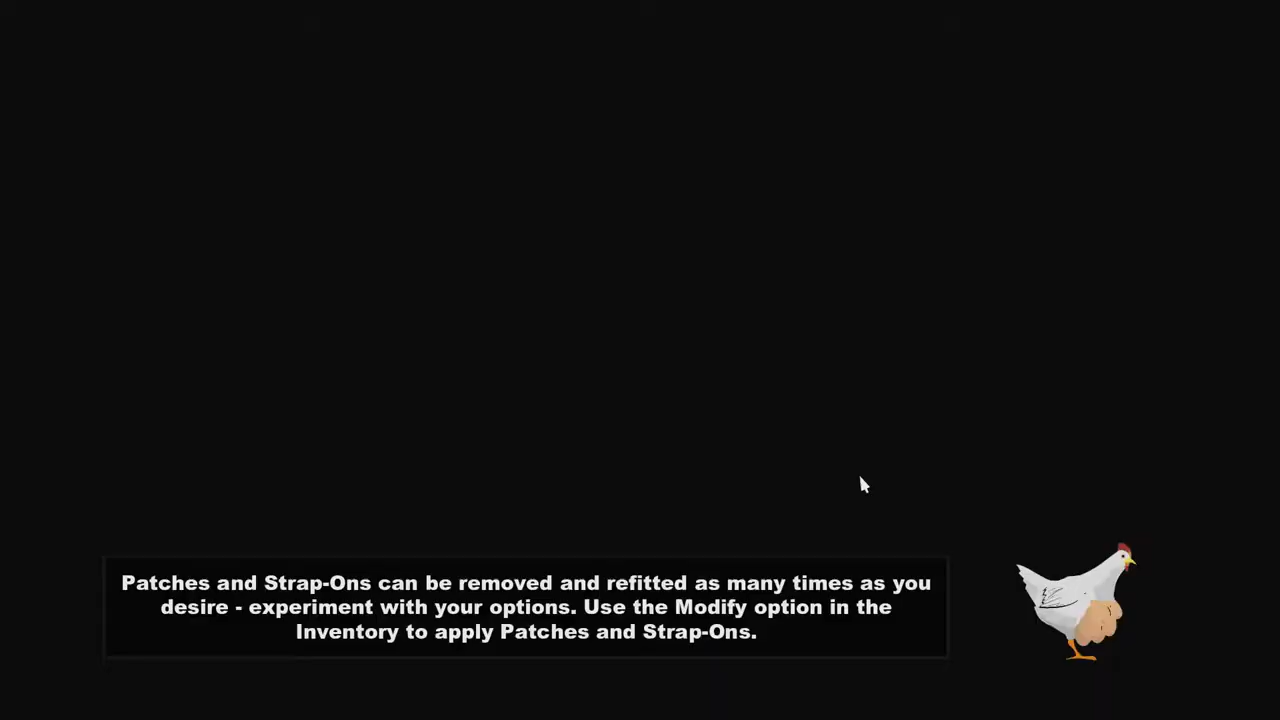 Patches and Strap-Ons can be removed and refitted as many times as you
desire - experiment with your options. Use the Modify option in the
Inventory to apply Patches and Strap-Ons.